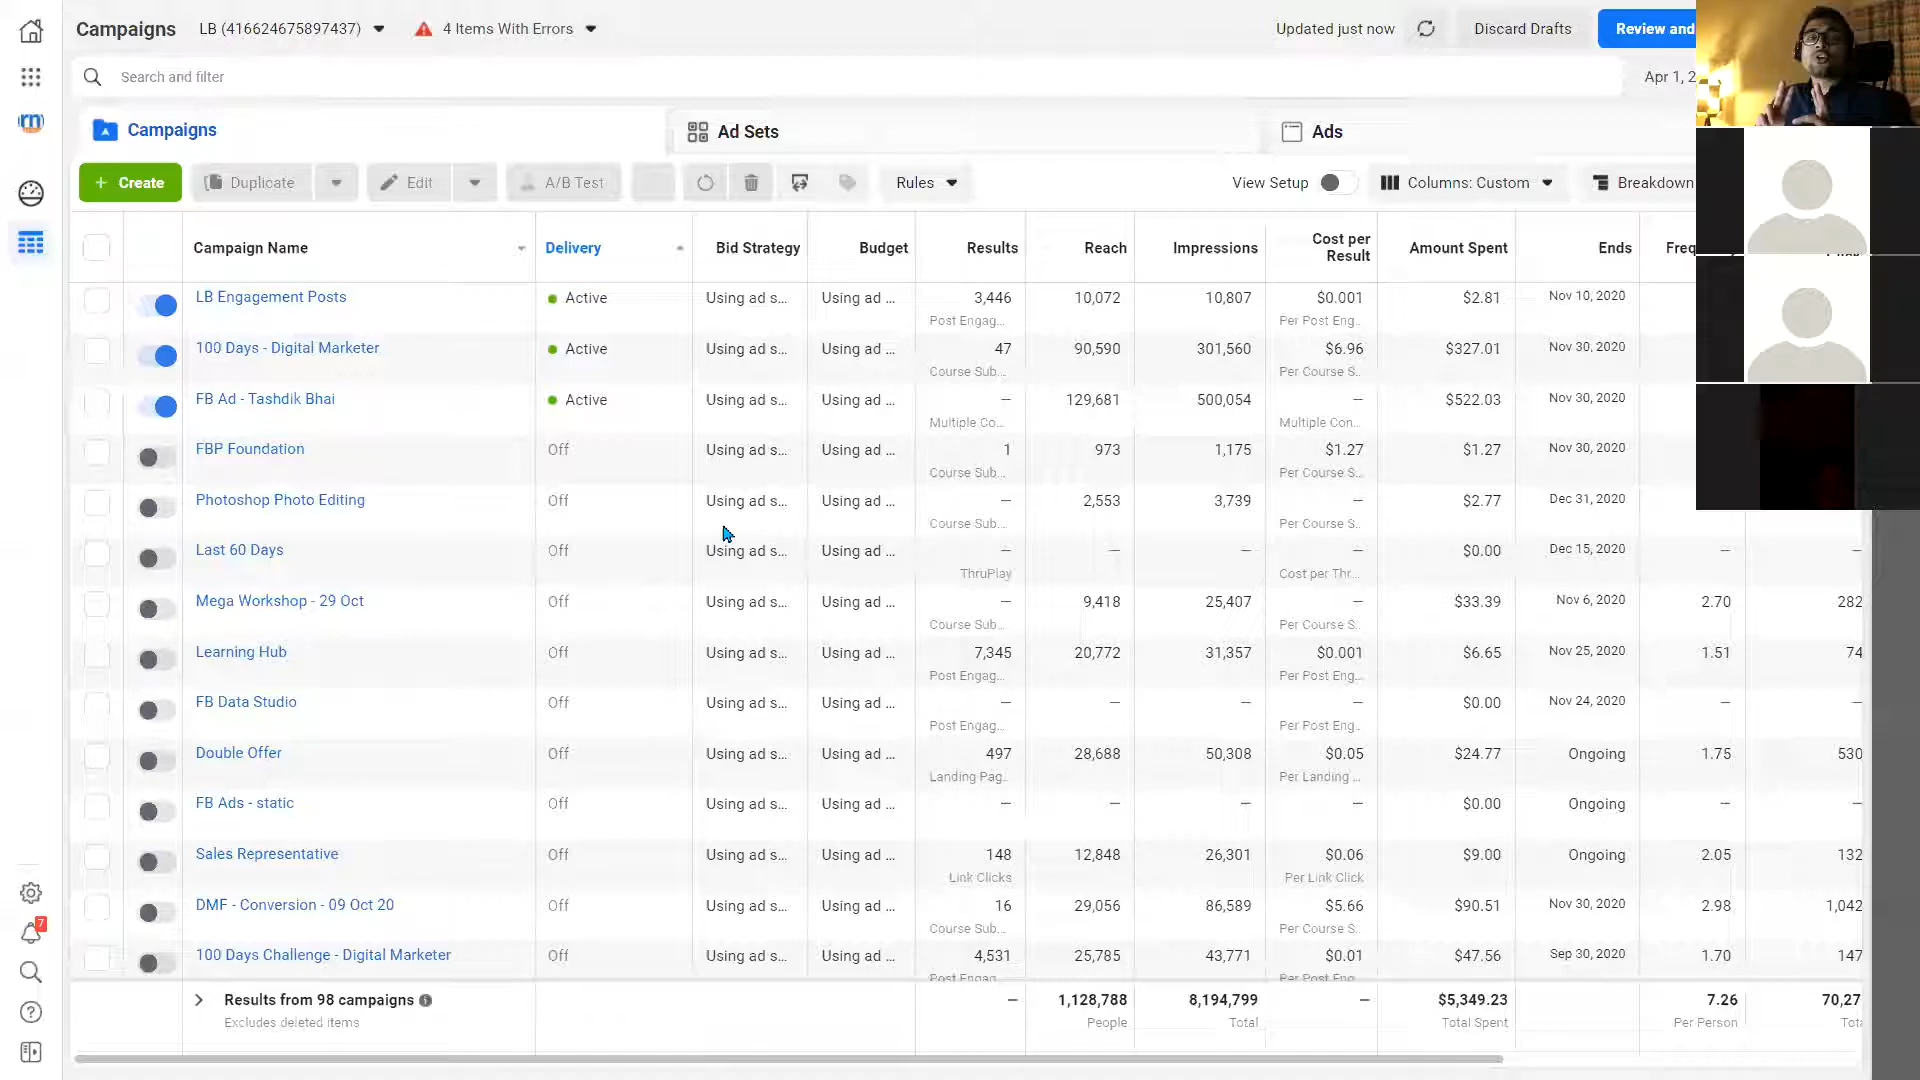 Campaigns LB (416624675897437) 4 Items With Errors Updated just now Discard Drafts Review and
Search and filter Apr 1, 2
Campaigns Ad Sets Ads
+ Create Duplicate Edit A/B Test Rules View Setup Columns: Custom Breakdown
Campaign Name Delivery Bid Strategy Budget Results Reach Impressions Cost per Result Amount Spent Ends
LB Engagement Posts Active Using ad s... Using ad ... 3,446 10,072 10,807 $0.001 $2.81 Nov 10, 2020
Post Engag... Per Post Eng...
100 Days - Digital Marketer Active Using ad s... Using ad ... 47 90,590 301,560 $6.96 $327.01 Nov 30, 2020
Course Sub... Per Course S...
FB Ad - Tashdik Bhai Active Using ad s... Using ad ... — 129,681 500,054 — $522.03 Nov 30, 2020
Multiple Co... Multiple Con...
FBP Foundation Off Using ad s... Using ad ... 1 973 1,175 $1.27 $1.27 Nov 30, 2020
Course Sub... Per Course S...
Photoshop Photo Editing Off Using ad s... Using ad ... — 2,553 3,739 — $2.77 Dec 31, 2020
Course Sub... Per Course S...
Last 60 Days Off Using ad s... Using ad ... — — — — $0.00 Dec 15, 2020 — —
ThruPlay Cost per Thr...
Mega Workshop - 29 Oct Off Using ad s... Using ad ... — 9,418 25,407 — $33.39 Nov 6, 2020 2.70 282
Course Sub... Per Course S...
Learning Hub Off Using ad s... Using ad ... 7,345 20,772 31,357 $0.001 $6.65 Nov 25, 2020 1.51 74
Post Engag... Per Post Eng...
FB Data Studio Off Using ad s... Using ad ... — — — — $0.00 Nov 24, 2020 — —
Post Engag... Per Post Eng...
Double Offer Off Using ad s... Using ad ... 497 28,688 50,308 $0.05 $24.77 Ongoing 1.75 530
Landing Pag... Per Landing ...
FB Ads - static Off Using ad s... Using ad ... — — — — $0.00 Ongoing — —
Sales Representative Off Using ad s... Using ad ... 148 12,848 26,301 $0.06 $9.00 Ongoing 2.05 132
Link Clicks Per Link Click
DMF - Conversion - 09 Oct 20 Off Using ad s... Using ad ... 16 29,056 86,589 $5.66 $90.51 Nov 30, 2020 2.98 1,042
Course Sub... Per Course S...
100 Days Challenge - Digital Marketer Off Using ad s... Using ad ... 4,531 25,785 43,771 $0.01 $47.56 Sep 30, 2020 1.70 147
Post Engag... Per Post Eng...
Results from 98 campaigns — 1,128,788 8,194,799 — $5,349.23 7.26 70,27
Excludes deleted items People Total Total Spent Per Person Tota
7